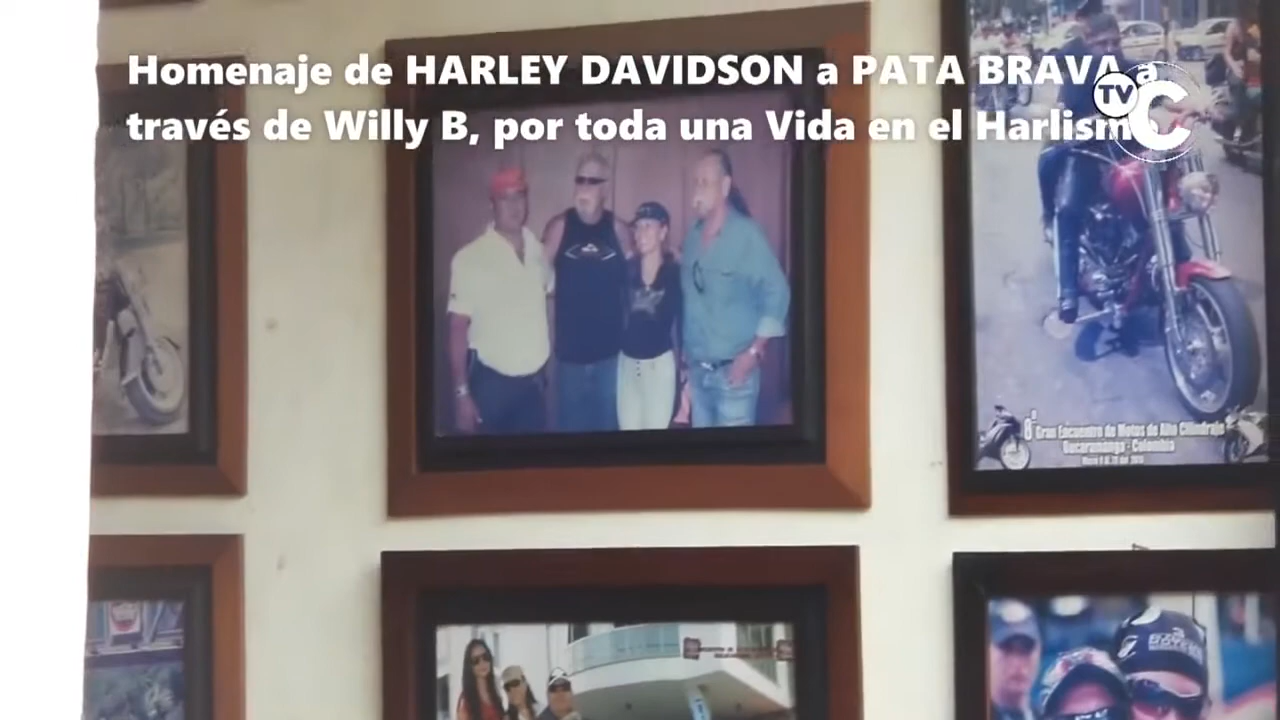 Homenaje de HARLEY DAVIDSON a PATA BRAVA a
través de Willy B, por toda una Vida en el Harlismo
TV C
8º Gran Encuentro de Motos de Alto Cilindraje
Bucaramanga - Colombia